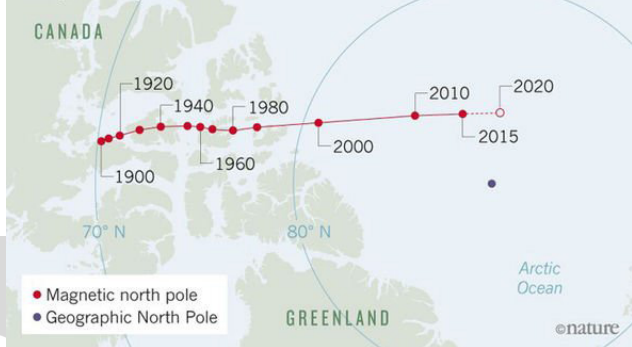 CANADA
1920
1940
1980
2010
2020
1900
1960
2000
2015
70° N
80° N
Arctic
Ocean
Magnetic north pole
Geographic North Pole
GREENLAND
©nature